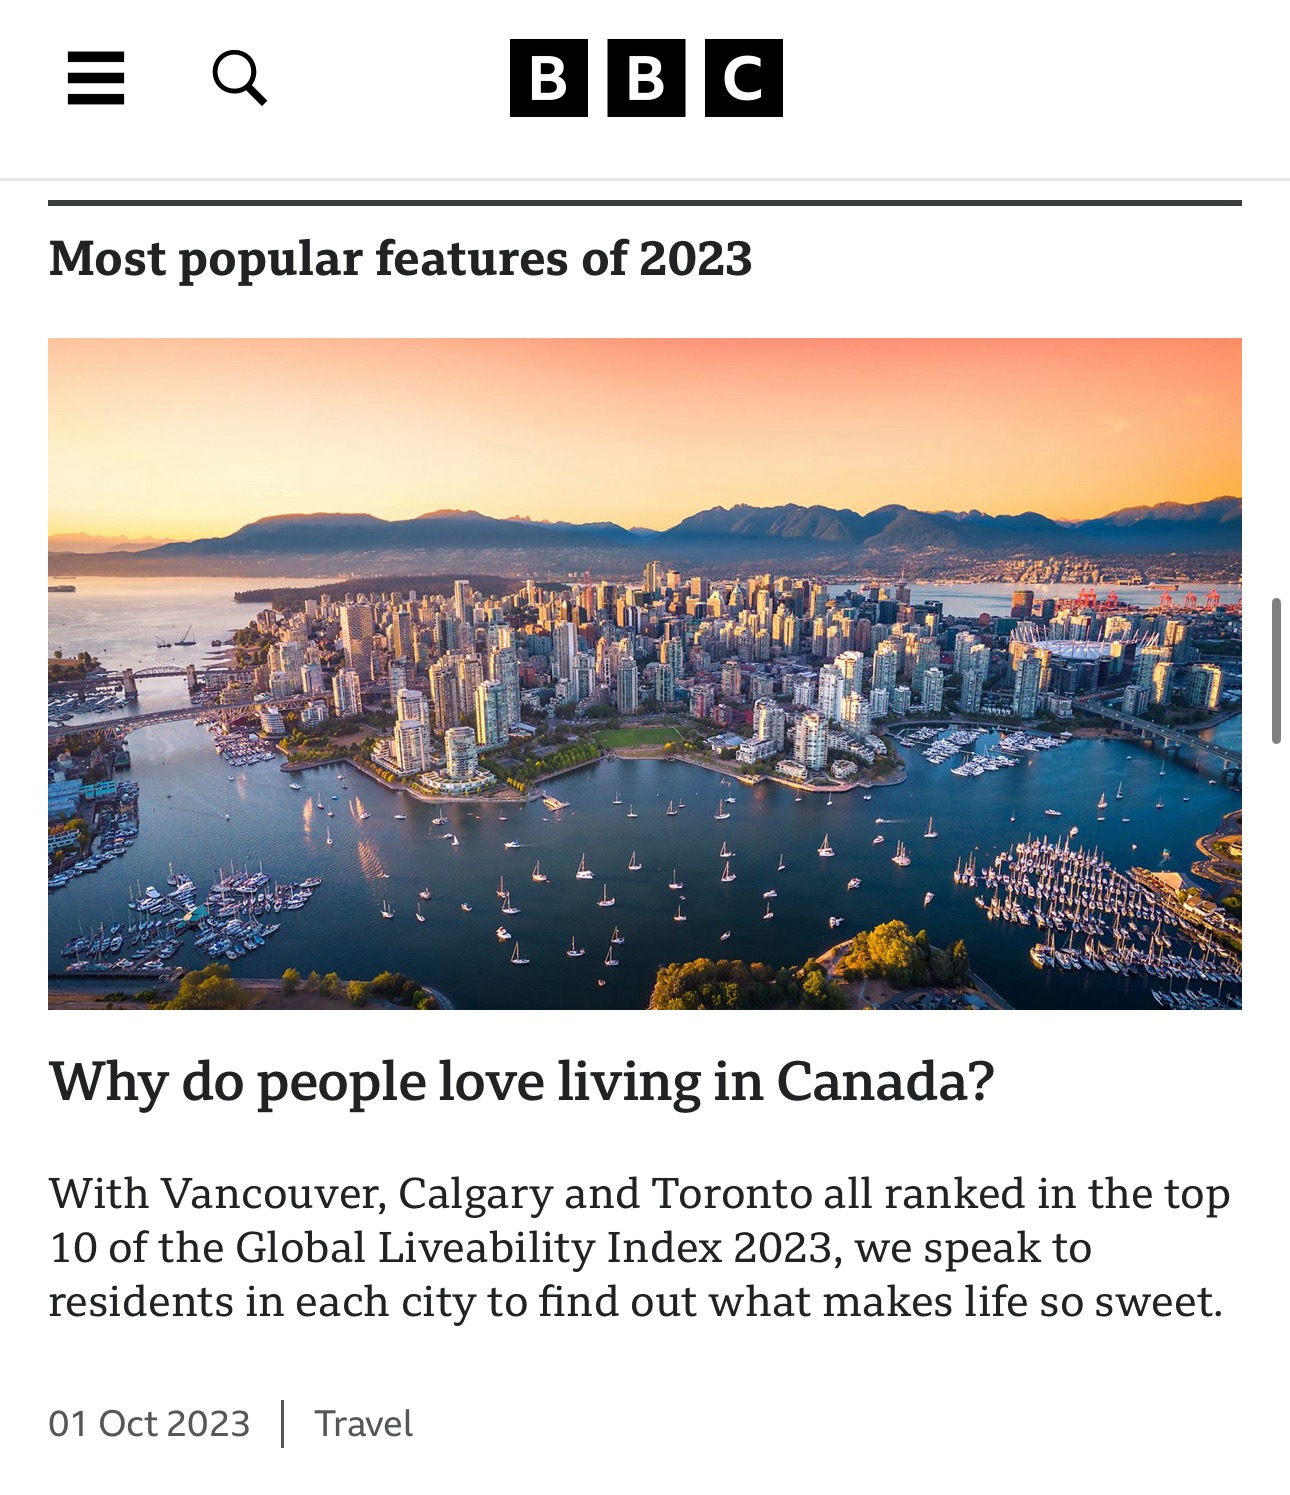 BBC
Most popular features of 2023
Why do people love living in Canada?
With Vancouver, Calgary and Toronto all ranked in the top
10 of the Global Liveability Index 2023, we speak to
residents in each city to find out what makes life so sweet.
01 Oct 2023 | Travel